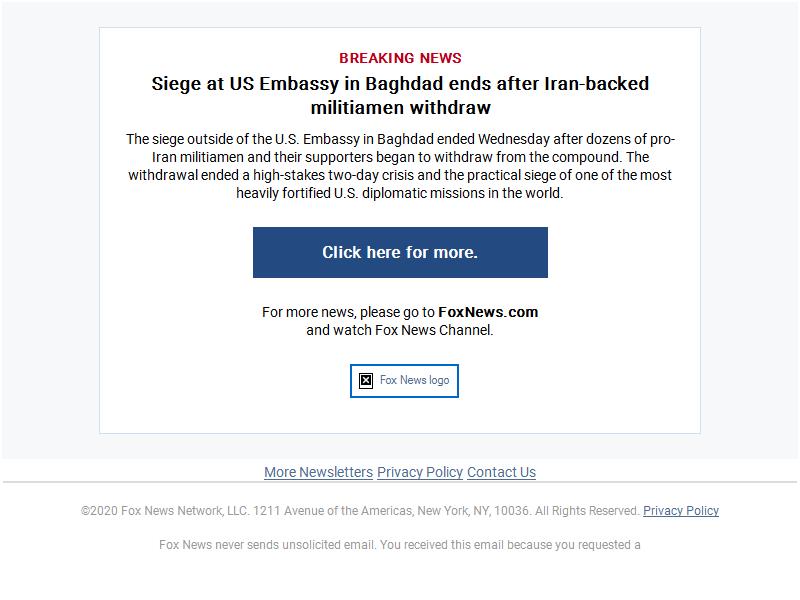 BREAKING NEWS
Siege at US Embassy in Baghdad ends after Iran-backed
militiamen withdraw
The siege outside of the U.S. Embassy in Baghdad ended Wednesday after dozens of pro-
Iran militiamen and their supporters began to withdraw from the compound. The
withdrawal ended a high-stakes two-day crisis and the practical siege of one of the most
heavily fortified U.S. diplomatic missions in the world.
Click here for more.
For more news, please go to FoxNews.com
and watch Fox News Channel.
Fox News logo
More Newsletters Privacy Policy Contact Us
©2020 Fox News Network, LLC. 1211 Avenue of the Americas, New York, NY, 10036. All Rights Reserved. Privacy Policy
Fox News never sends unsolicited email. You received this email because you requested a